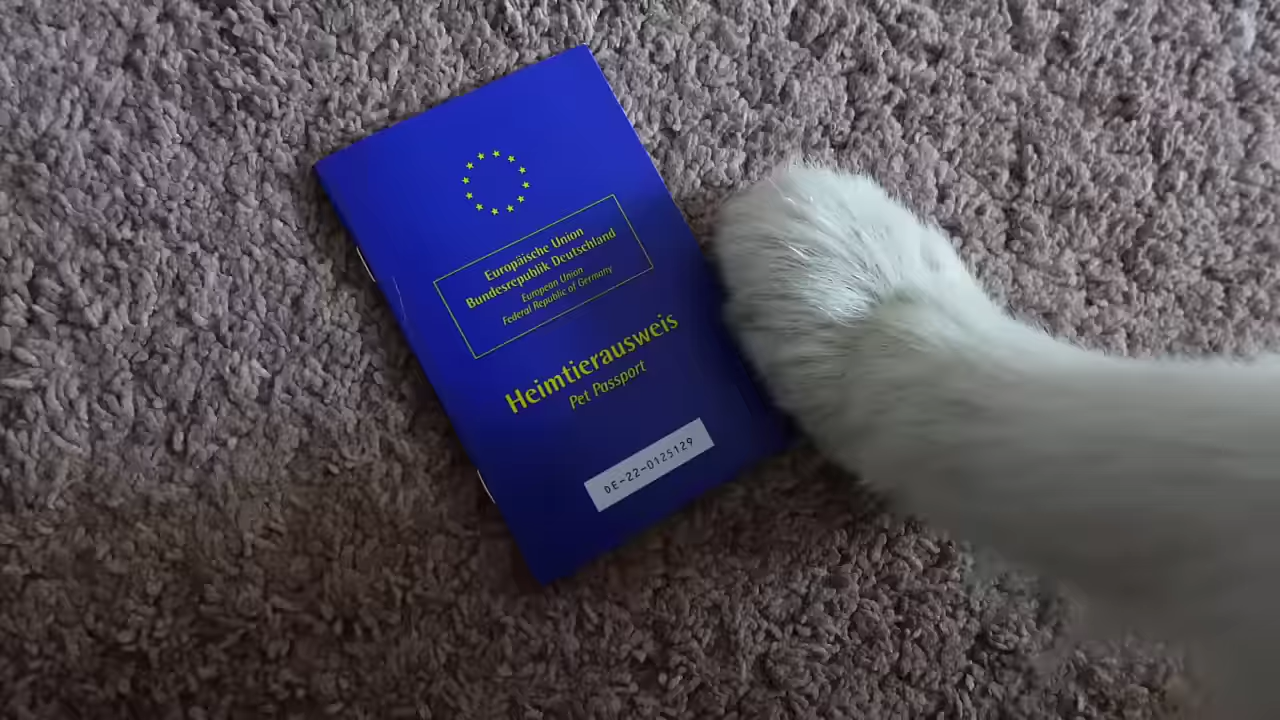 Europäische Union
Bundesrepublik Deutschland
European Union
Federal Republic of Germany
Heimtierausweis
Pet Passport
DE-22-0125129